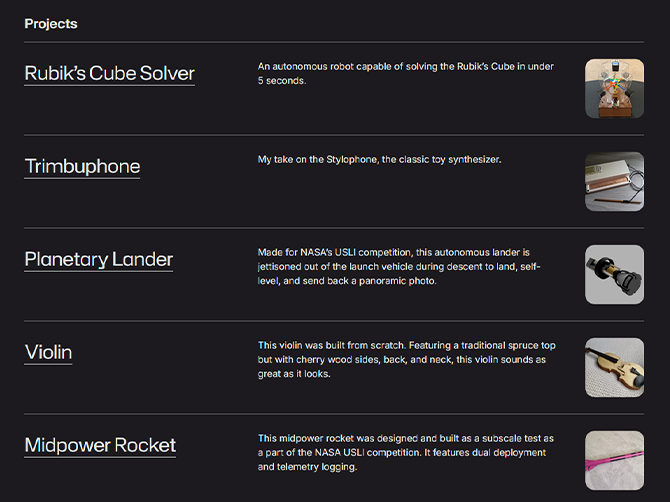 Projects
Rubik’s Cube Solver
An autonomous robot capable of solving the Rubik’s Cube in under
5 seconds.
Trimbuphone
My take on the Stylophone, the classic toy synthesizer.
Planetary Lander
Made for NASA’s USLI competition, this autonomous lander is
jettisoned out of the launch vehicle during descent to land, self-
level, and send back a panoramic photo.
Violin
This violin was built from scratch. Featuring a traditional spruce top
but with cherry wood sides, back, and neck, this violin sounds as
great as it looks.
Midpower Rocket
This midpower rocket was designed and built as a subscale test as
a part of the NASA USLI competition. It features dual deployment
and telemetry logging.